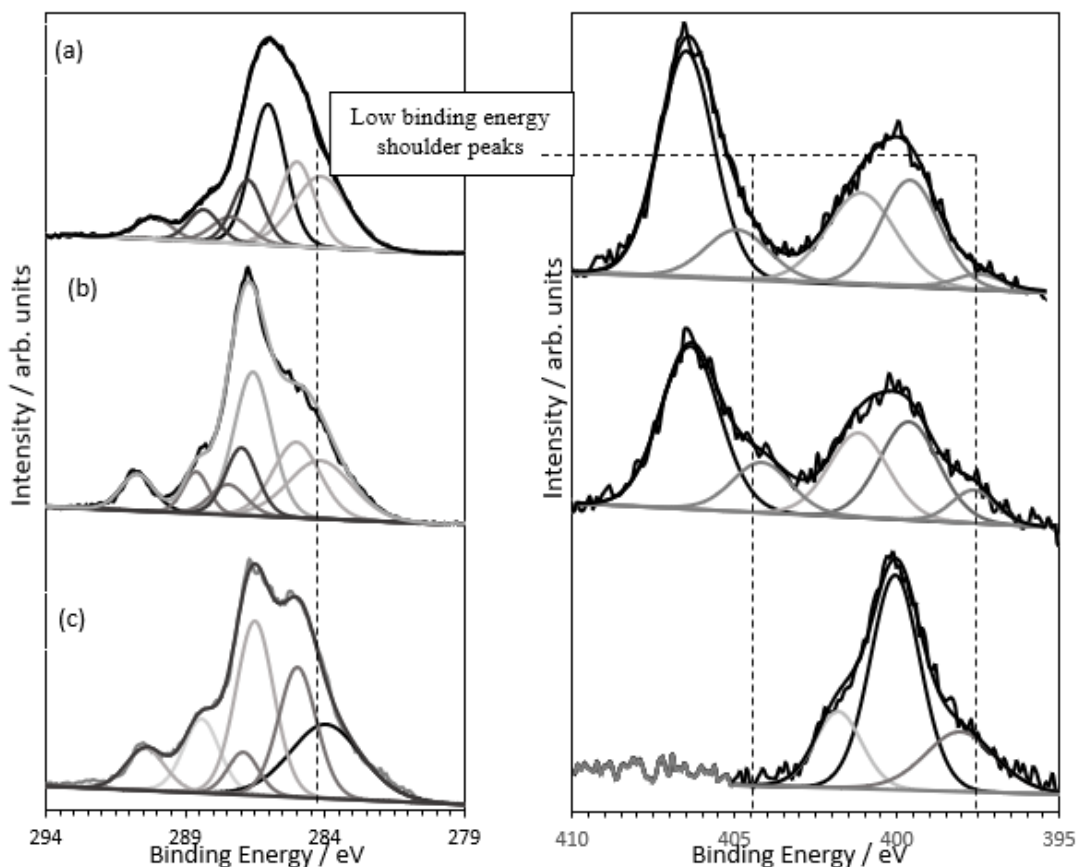 (a)
Low binding energy
shoulder peaks
(b)
(c)
Intensity / arb. units
Intensity / arb. units
294 289 284 279
Binding Energy / eV
410 405 400 395
Binding Energy / eV